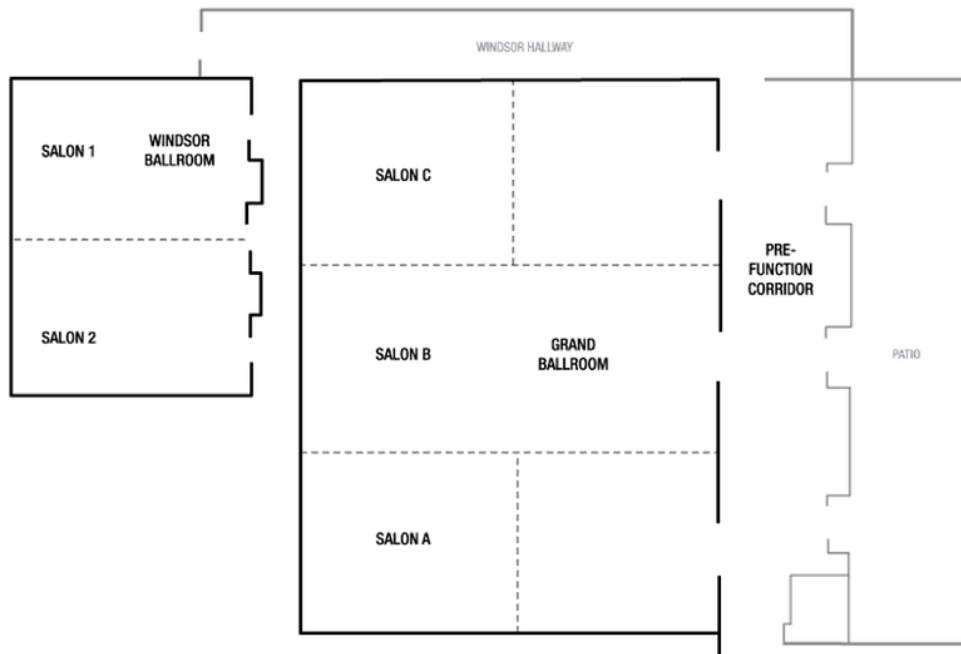 WINDSOR HALLWAY
SALON 1
WINDSOR
BALLROOM
SALON C
PRE-
FUNCTION
CORRIDOR
SALON 2
SALON B
GRAND
BALLROOM
PATIO
SALON A